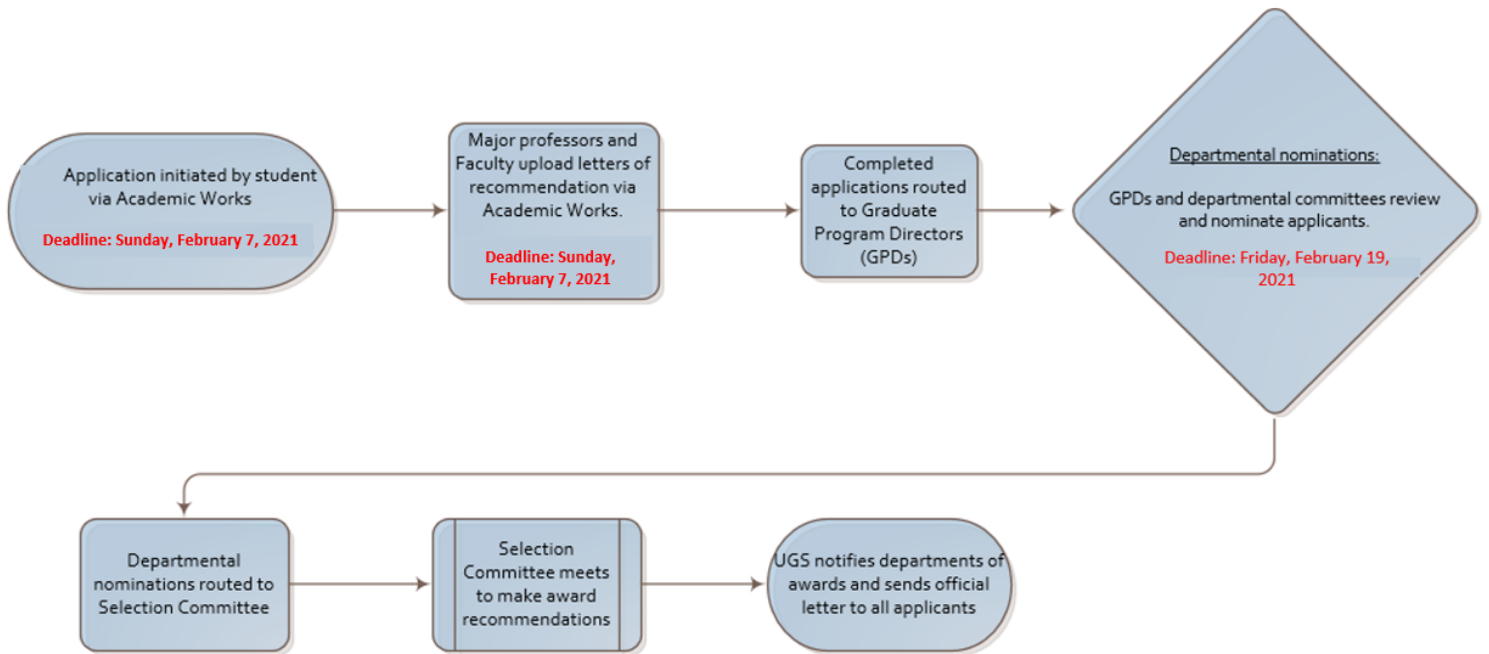 Application initiated by student
via Academic Works
Deadline: Sunday, February 7, 2021
Major professors and
Faculty upload letters of
recommendation via
Academic Works.
Deadline: Sunday,
February 7, 2021
Completed
applications routed
to Graduate
Program Directors
(GPDs)
Departmental nominations:
GPDs and departmental committees review
and nominate applicants.
Deadline: Friday, February 19,
2021
Departmental
nominations routed to
Selection Committee
Selection
Committee meets
to make award
recommendations
UGS notifies departments of
awards and sends official
letter to all applicants